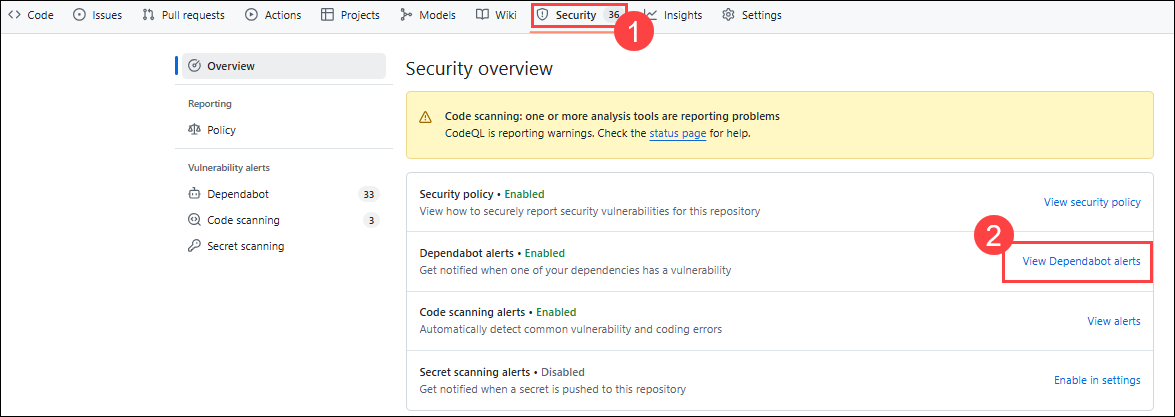 Code Issues Pull requests Actions Projects Models Wiki Security 36 Insights Settings
1
Overview
Reporting
Policy
Vulnerability alerts
Dependabot 33
Code scanning 3
Secret scanning
Security overview
Code scanning: one or more analysis tools are reporting problems
CodeQL is reporting warnings. Check the status page for help.
Security policy • Enabled
View how to securely report security vulnerabilities for this repository
View security policy
2
Dependabot alerts • Enabled
Get notified when one of your dependencies has a vulnerability
View Dependabot alerts
Code scanning alerts • Enabled
Automatically detect common vulnerability and coding errors
View alerts
Secret scanning alerts • Disabled
Get notified when a secret is pushed to this repository
Enable in settings